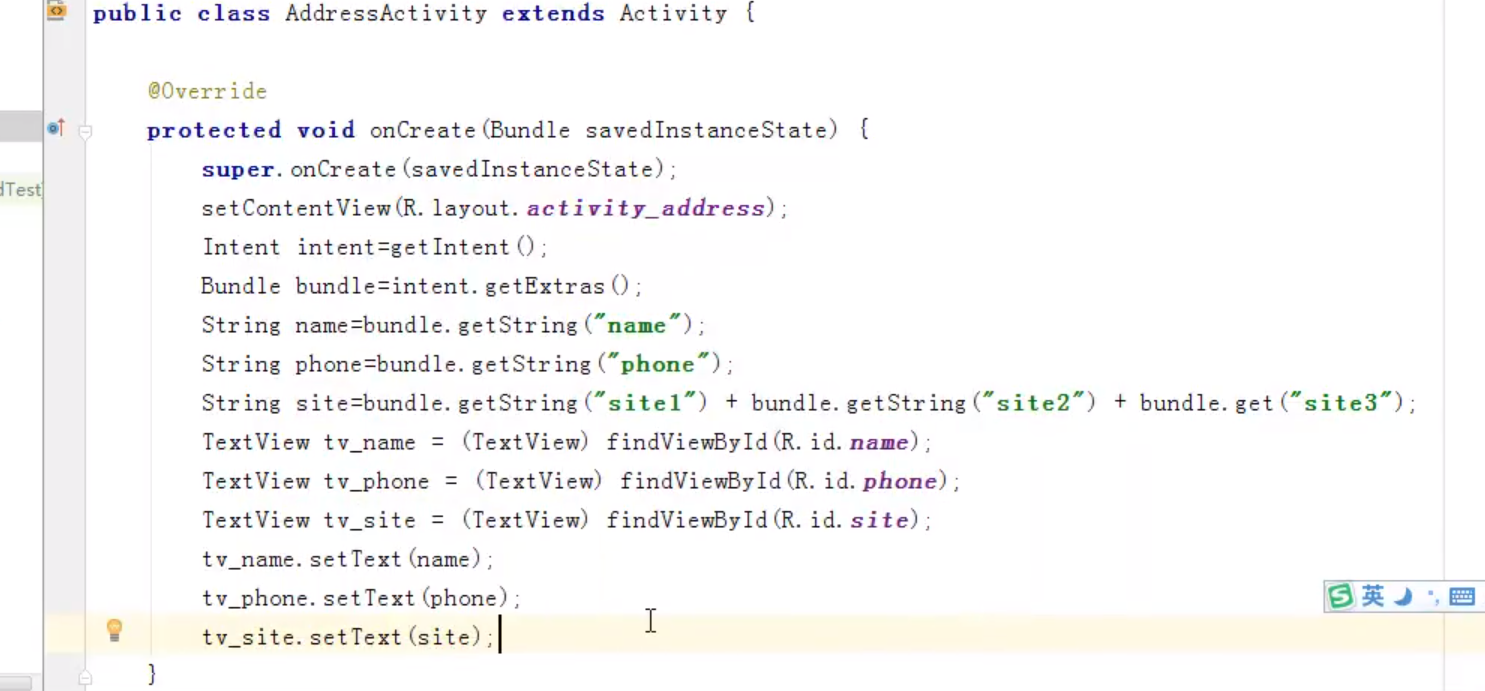 public class AddressActivity extends Activity {
@Override
protected void onCreate(Bundle savedInstanceState) {
super.onCreate(savedInstanceState);
setContentView(R.layout.activity_address);
Intent intent=getIntent();
Bundle bundle=intent.getExtras();
String name=bundle.getString("name");
String phone=bundle.getString("phone");
String site=bundle.getString("site1") + bundle.getString("site2") + bundle.get("site3");
TextView tv_name = (TextView) findViewById(R.id.name);
TextView tv_phone = (TextView) findViewById(R.id.phone);
TextView tv_site = (TextView) findViewById(R.id.site);
tv_name.setText(name);
tv_phone.setText(phone);
tv_site.setText(site);
}
dTest)
S英